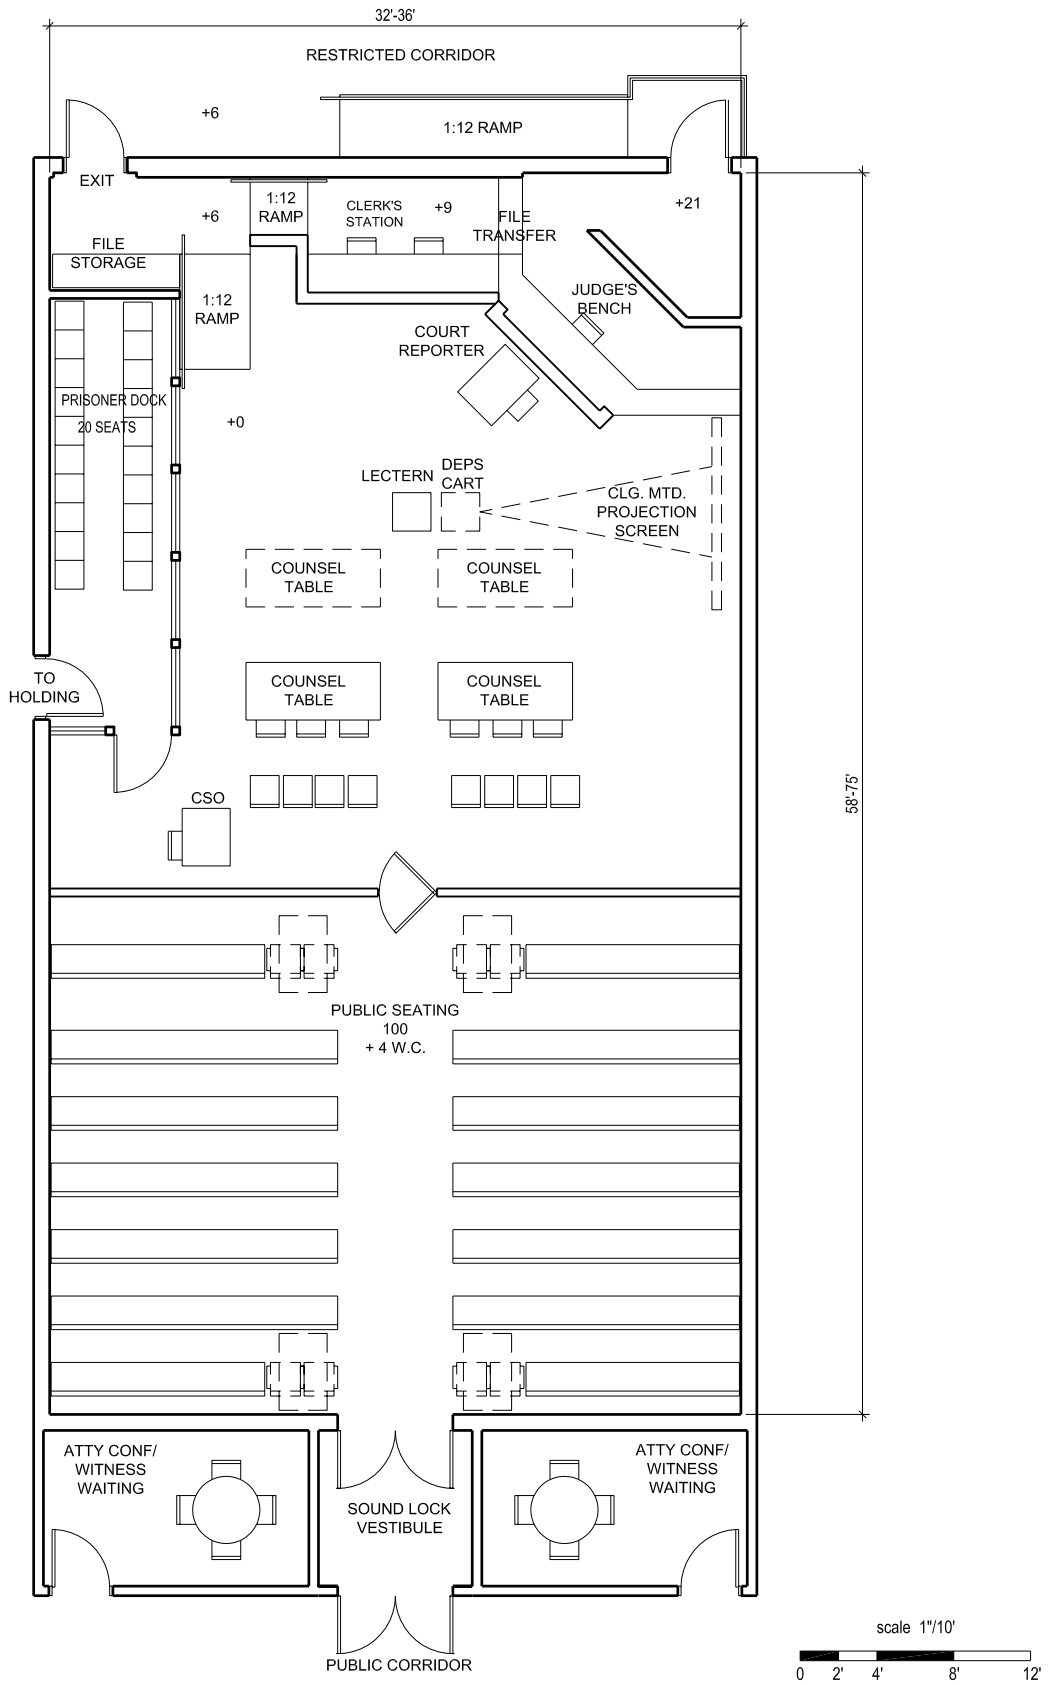 32'-36'
RESTRICTED CORRIDOR
+6
1:12 RAMP
EXIT
+6
1:12
RAMP
CLERK'S
STATION
+9
FILE
TRANSFER
+21
FILE
STORAGE
1:12
RAMP
JUDGE'S
BENCH
COURT
REPORTER
PRISONER DOCK
20 SEATS
+0
LECTERN
DEPS
CART
CLG. MTD.
PROJECTION
SCREEN
COUNSEL
TABLE
COUNSEL
TABLE
TO
HOLDING
COUNSEL
TABLE
COUNSEL
TABLE
58'-75'
CSO
PUBLIC SEATING
100
+ 4 W.C.
ATTY CONF/
WITNESS
WAITING
SOUND LOCK
VESTIBULE
ATTY CONF/
WITNESS
WAITING
PUBLIC CORRIDOR
scale 1"/10'
0 2' 4' 8' 12'